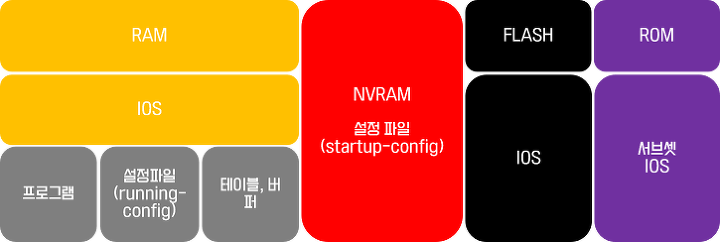 RAM
IOS
프로그램
설정파일
(running-
config)
테이블, 버
퍼
NVRAM
설정 파일
(startup-config)
FLASH
IOS
ROM
서브셋
IOS